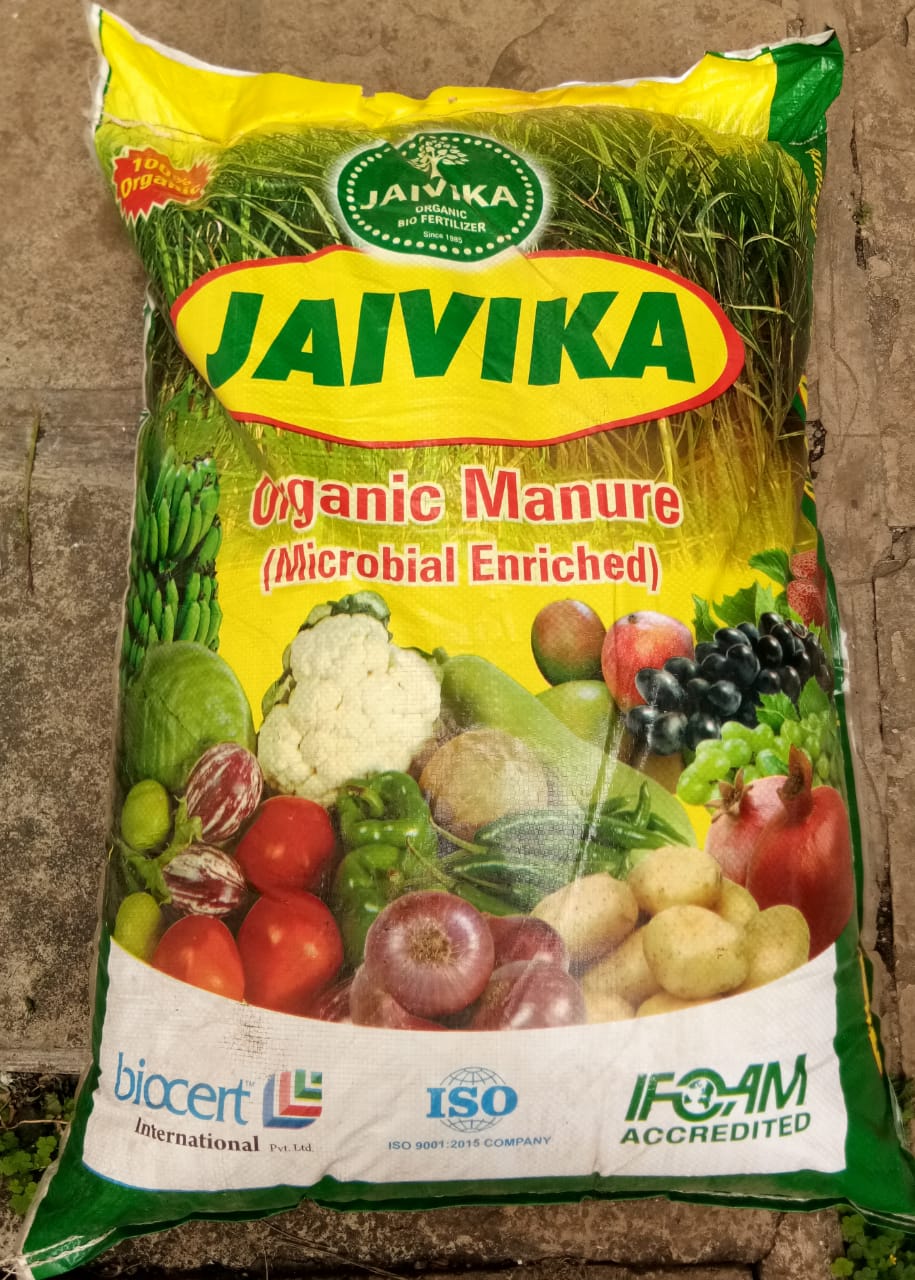 100% Organic
JAIVIKA
ORGANIC
BIO FERTILIZER
Since 1985
JAIVIKA
Organic Manure
(Microbial Enriched)
biocert™
International Pvt. Ltd.
ISO
ISO 9001:2015 COMPANY
IFOAM
ACCREDITED